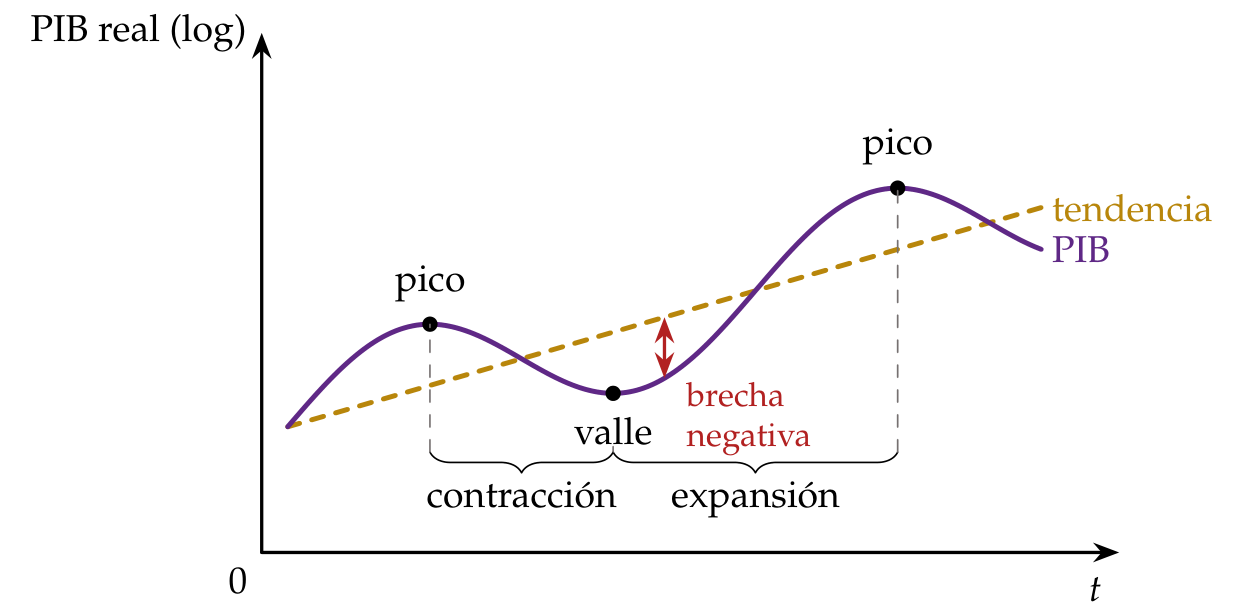 PIB real (log)
pico
tendencia
PIB
pico
brecha
negativa
valle
contracción
expansión
0
t